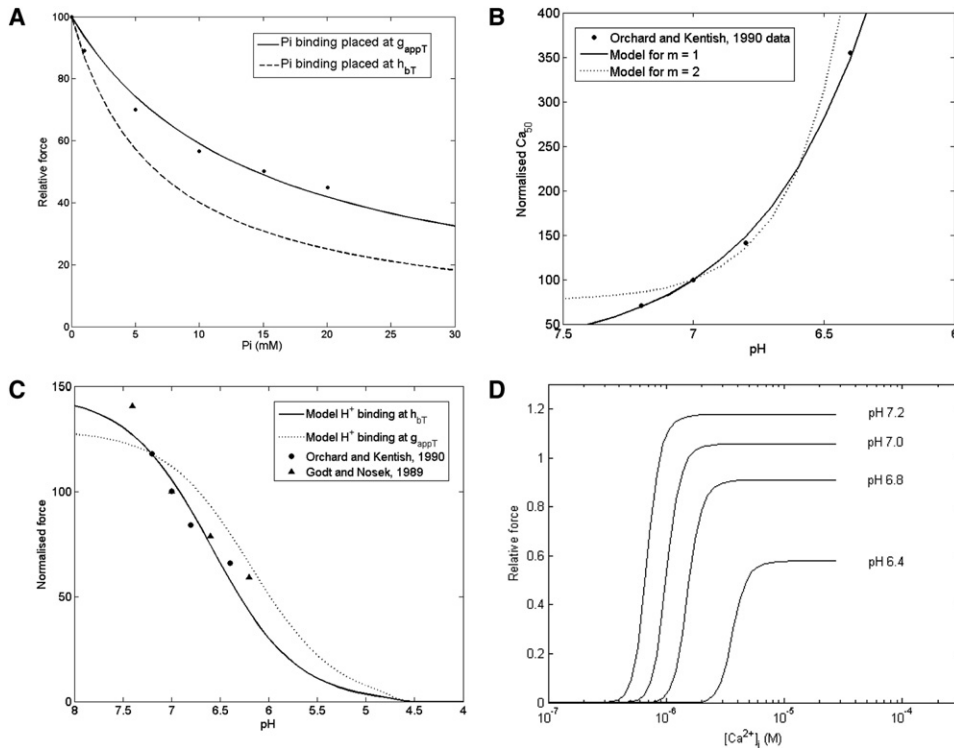 A
100
80
60
40
20
0
0
5
10
15
20
25
30
Relative force
Pi (mM)
Pi binding placed at g_appT
Pi binding placed at h_bT
B
400
350
300
250
200
150
100
50
7.5
7
6.5
6
Normalised Ca50
pH
Orchard and Kentish, 1990 data
Model for m = 1
Model for m = 2
C
150
100
50
0
8
7.5
7
6.5
6
5.5
5
4.5
4
Normalised force
pH
Model H+ binding at h_bT
Model H+ binding at g_appT
Orchard and Kentish, 1990
Godt and Nosek, 1989
D
1.2
1
0.8
0.6
0.4
0.2
0
10^-7
10^-6
10^-5
10^-4
Relative force
[Ca2+]i (M)
pH 7.2
pH 7.0
pH 6.8
pH 6.4